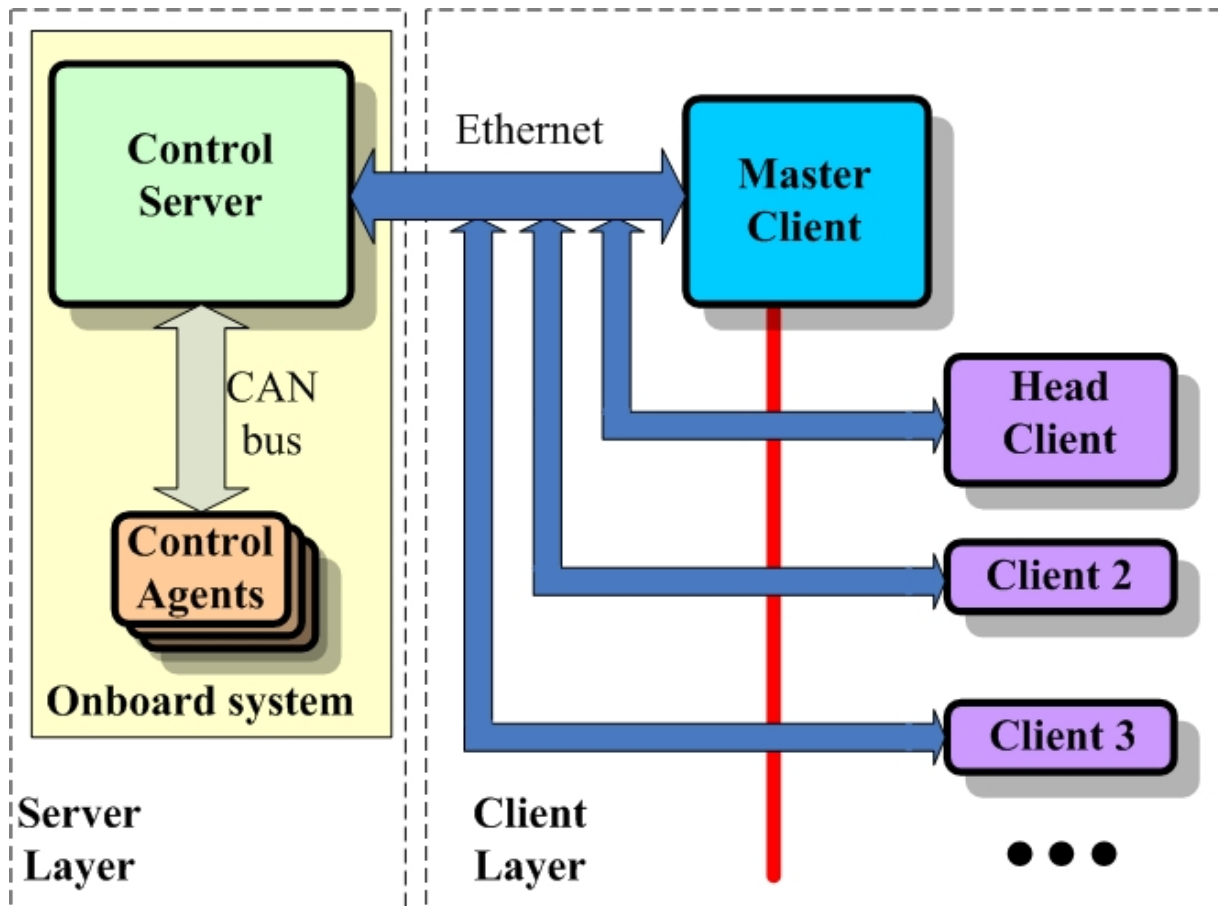 Control
Server
Ethernet
Master
Client
CAN
bus
Head
Client
Control
Agents
Client 2
Onboard system
Client 3
Server
Layer
Client
Layer